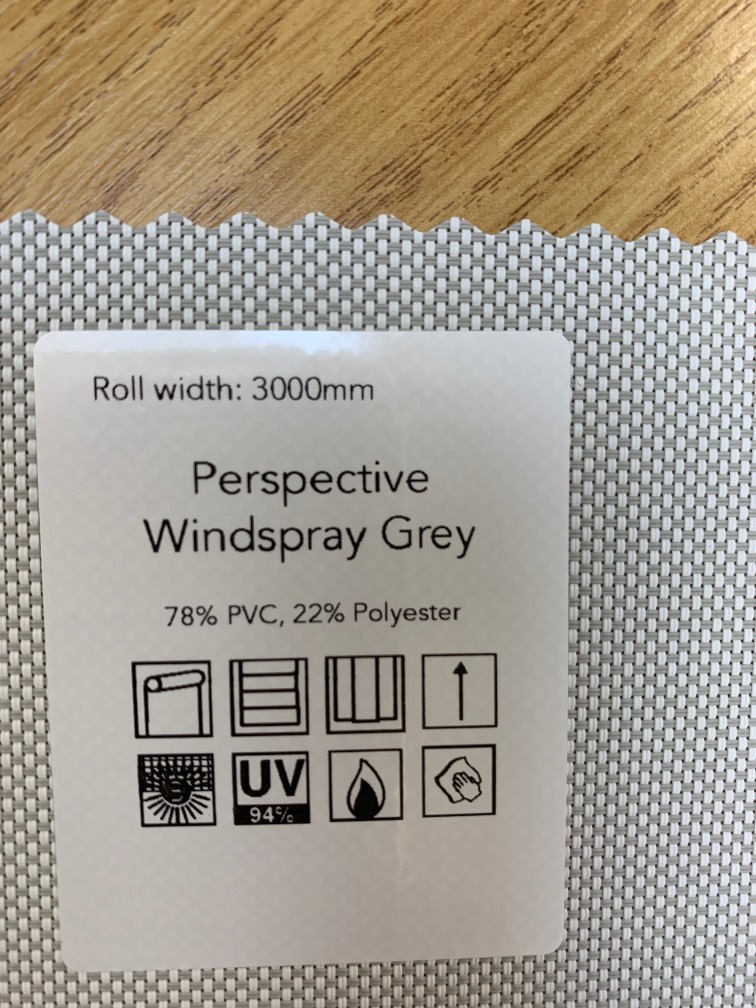 Roll width: 3000mm
Perspective
Windspray Grey
78% PVC, 22% Polyester
UV
94%